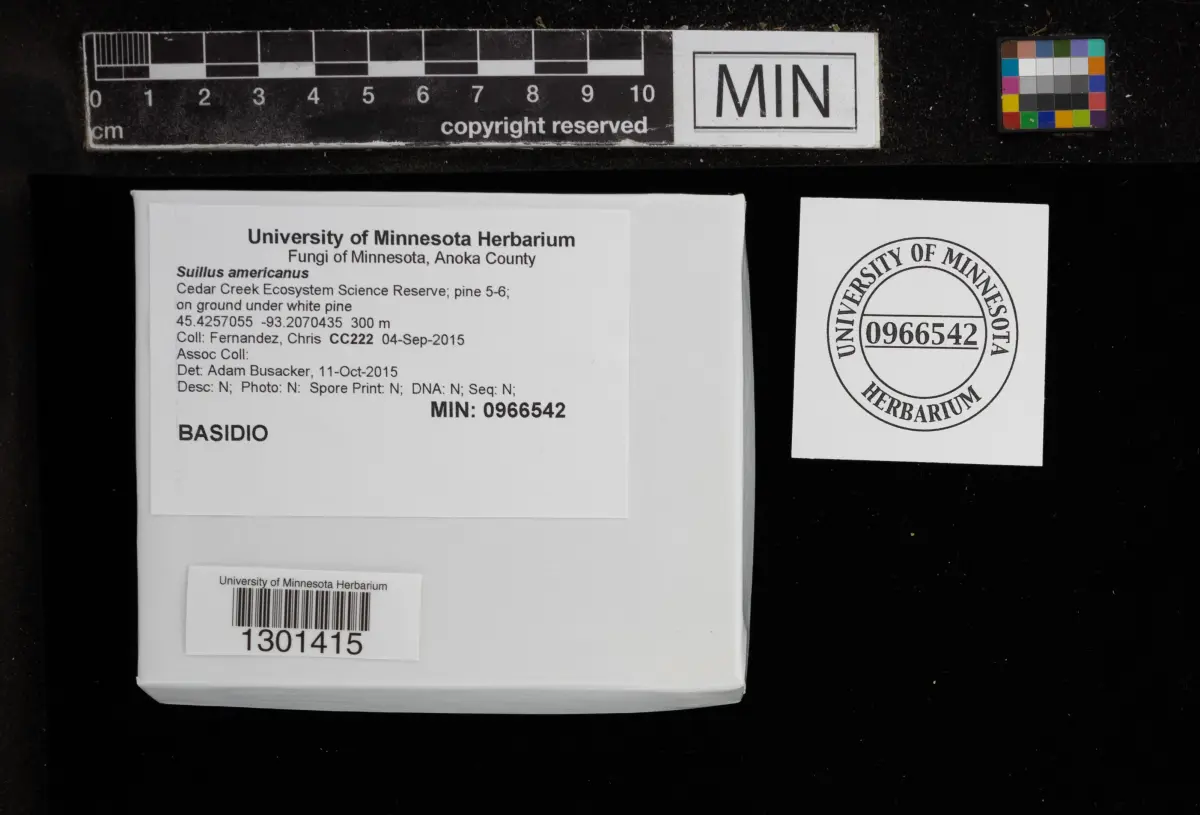 0 1 2 3 4 5 6 7 8 9 10
cm
copyright reserved
MIN
University of Minnesota Herbarium
Fungi of Minnesota, Anoka County
Suillus americanus
Cedar Creek Ecosystem Science Reserve; pine 5-6;
on ground under white pine
45.4257055 -93.2070435 300 m
Coll: Fernandez, Chris CC222 04-Sep-2015
Assoc Coll:
Det: Adam Busacker, 11-Oct-2015
Desc: N; Photo: N: Spore Print: N; DNA: N; Seq: N;
MIN: 0966542
BASIDIO
UNIVERSITY OF MINNESOTA
0966542
HERBARIUM
University of Minnesota Herbarium
1301415